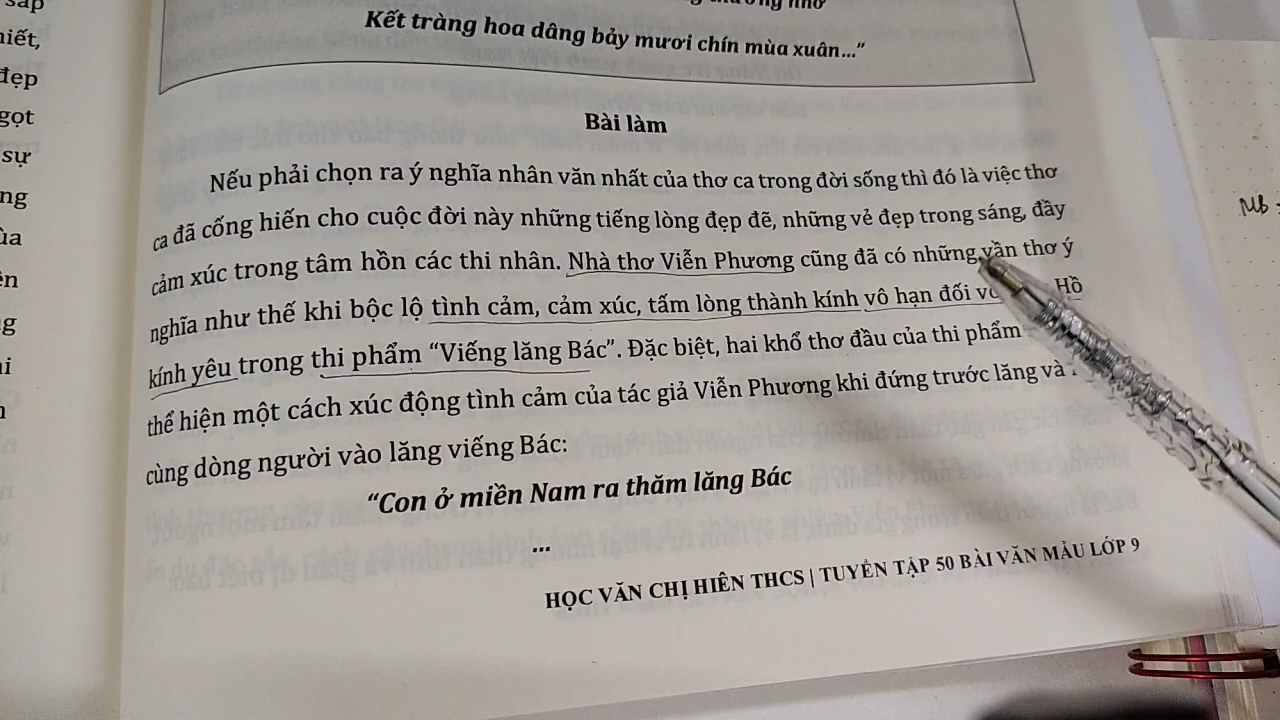 Kết tràng hoa dâng bảy mươi chín mùa xuân...”
Bài làm
Nếu phải chọn ra ý nghĩa nhân văn nhất của thơ ca trong đời sống thì đó là việc thơ
ca đã cống hiến cho cuộc đời này những tiếng lòng đẹp đẽ, những vẻ đẹp trong sáng, đầy
cảm xúc trong tâm hồn các thi nhân. Nhà thơ Viễn Phương cũng đã có những vần thơ ý
nghĩa như thế khi bộc lộ tình cảm, cảm xúc, tấm lòng thành kính vô hạn đối Hồ
kính yêu trong thi phẩm “Viếng lăng Bác”. Đặc biệt, hai khổ thơ đầu của thi phẩm
thể hiện một cách xúc động tình cảm của tác giả Viễn Phương khi đứng trước lăng và
cùng dòng người vào lăng viếng Bác:
“Con ở miền Nam ra thăm lăng Bác
...
HỌC VĂN CHỊ HIÊN THCS | TUYỂN TẬP 50 BÀI VĂN MẪU LỚP 9